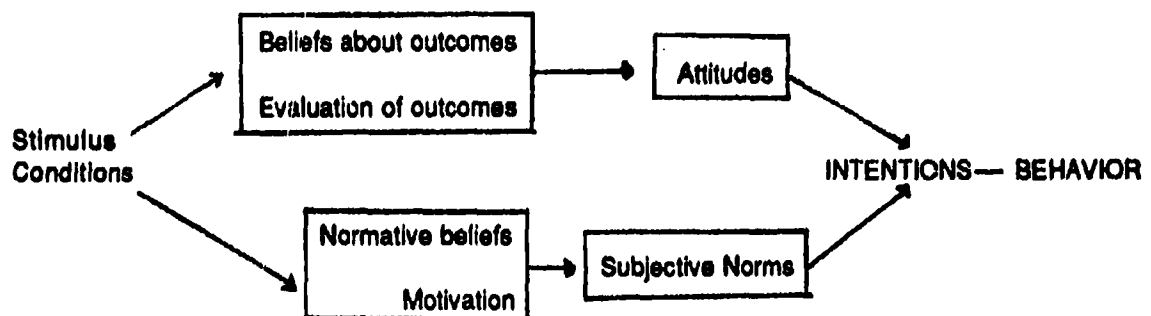 Beliefs about outcomes
Evaluation of outcomes
Attitudes
Stimulus
Conditions
INTENTIONS— BEHAVIOR
Normative beliefs
Motivation
Subjective Norms